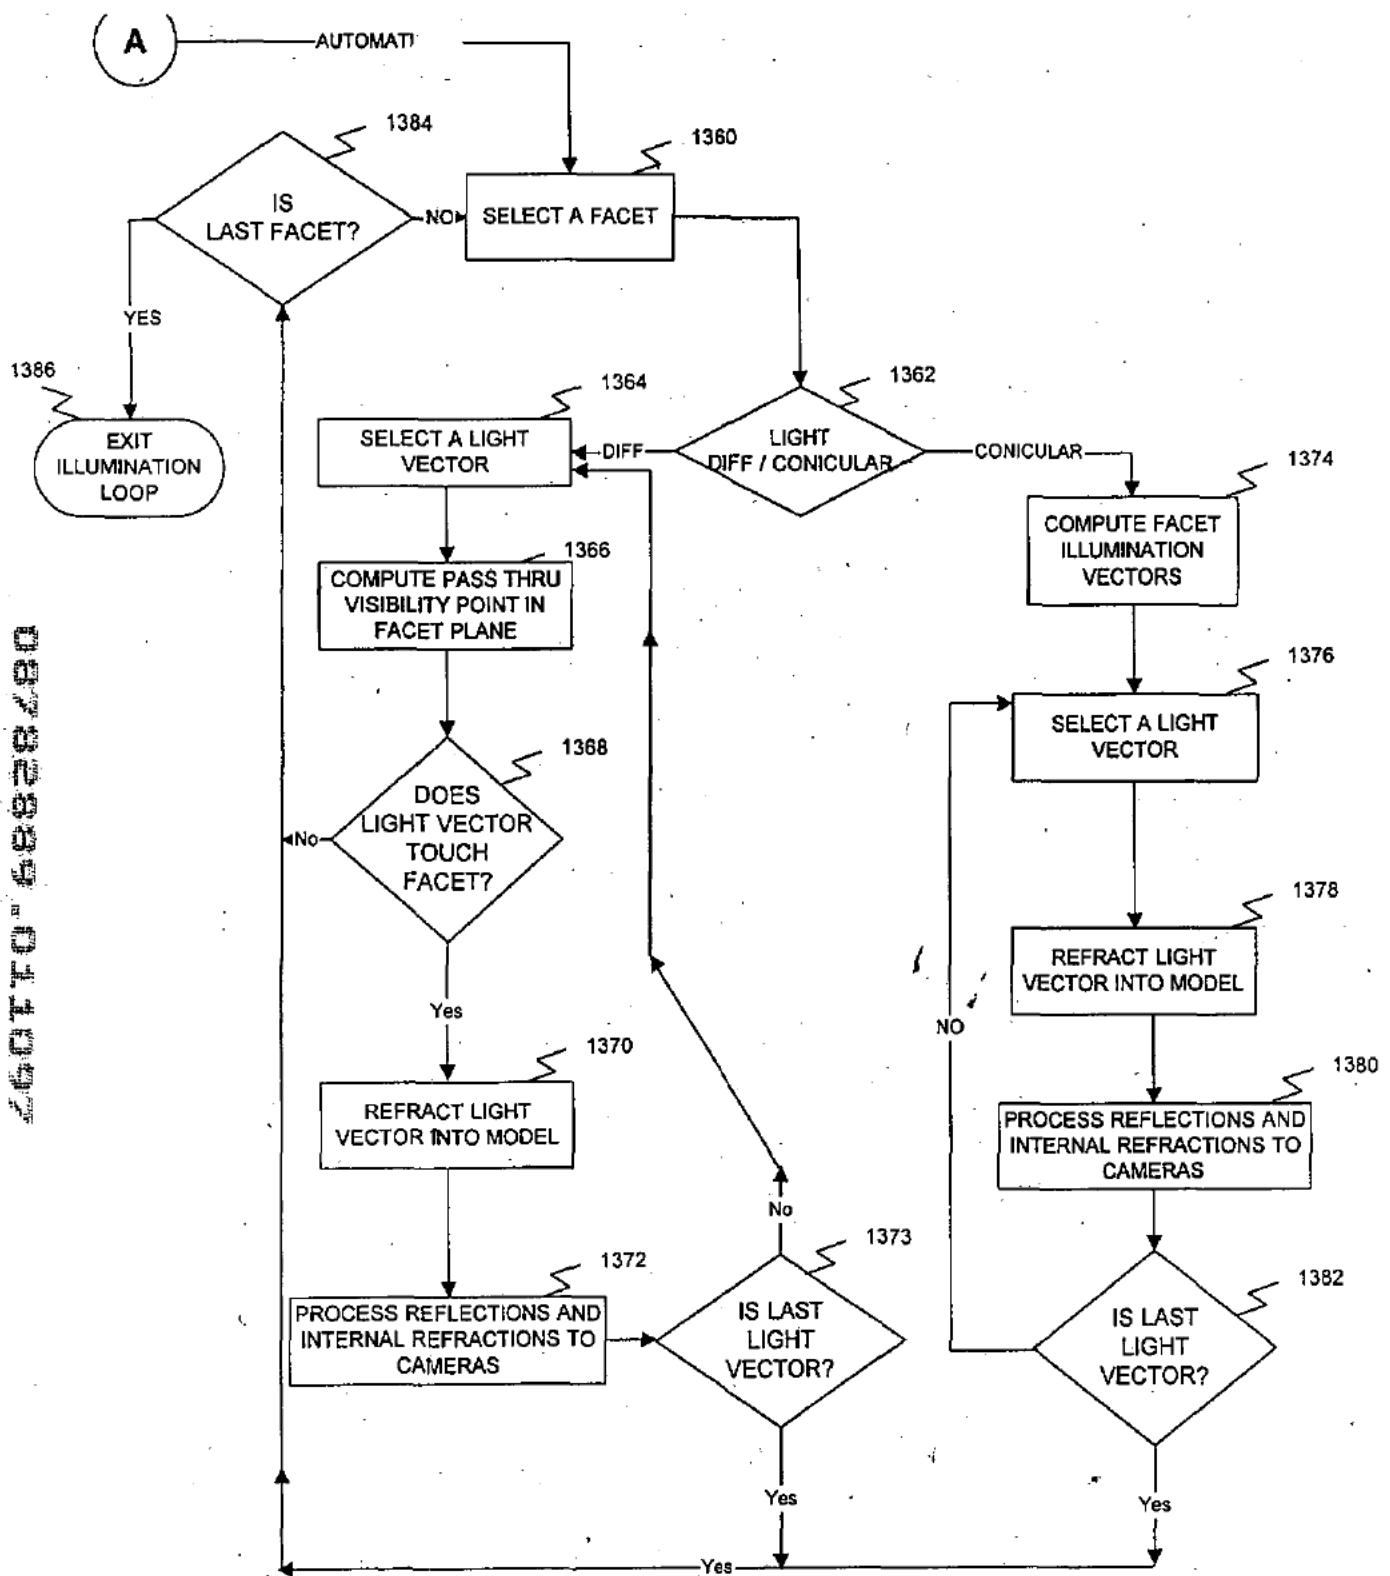 A
AUTOMATI
1384
1360
IS
LAST FACET?
NO
SELECT A FACET
YES
1386
EXIT
ILLUMINATION
LOOP
1364
SELECT A LIGHT
VECTOR
DIFF
1362
LIGHT
DIFF / CONICULAR
CONICULAR
1374
COMPUTE FACET
ILLUMINATION
VECTORS
1366
COMPUTE PASS THRU
VISIBILITY POINT IN
FACET PLANE
1376
SELECT A LIGHT
VECTOR
1368
DOES
LIGHT VECTOR
TOUCH
FACET?
No
Yes
1378
REFRACT LIGHT
VECTOR INTO MODEL
NO
1370
REFRACT LIGHT
VECTOR INTO MODEL
1380
PROCESS REFLECTIONS AND
INTERNAL REFRACTIONS TO
CAMERAS
No
1372
PROCESS REFLECTIONS AND
INTERNAL REFRACTIONS TO
CAMERAS
1373
IS LAST
LIGHT
VECTOR?
1382
IS LAST
LIGHT
VECTOR?
Yes
Yes
Yes